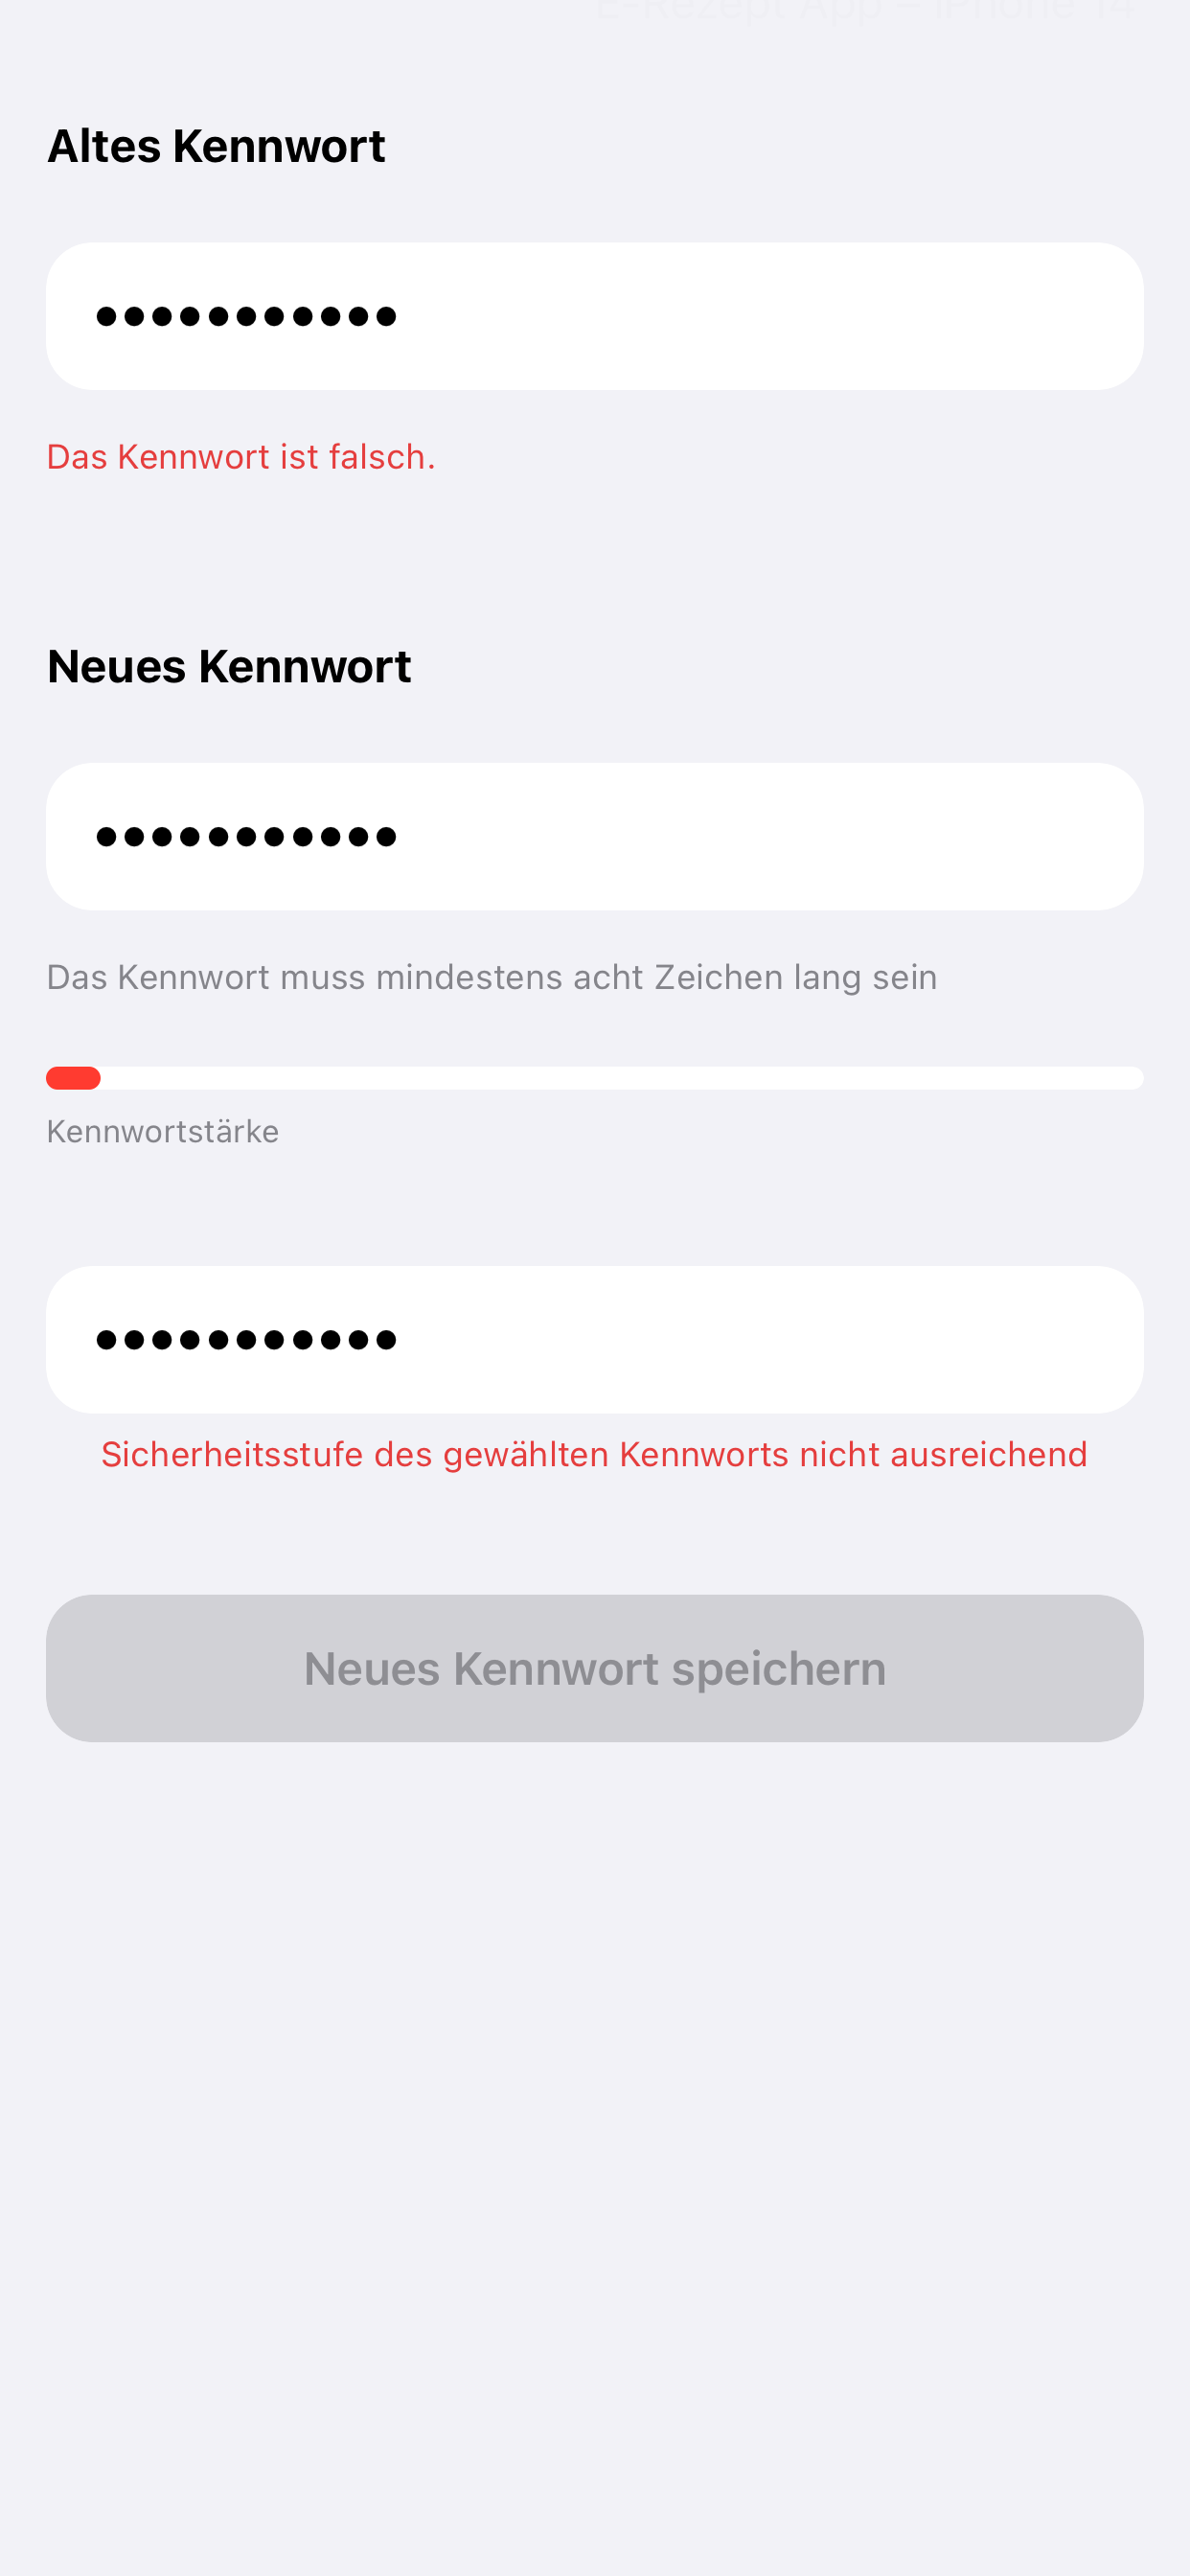 E-Rezept App – iPhone 14
Altes Kennwort
•••••••••••
Das Kennwort ist falsch.
Neues Kennwort
•••••••••••
Das Kennwort muss mindestens acht Zeichen lang sein
Kennwortstärke
•••••••••••
Sicherheitsstufe des gewählten Kennworts nicht ausreichend
Neues Kennwort speichern